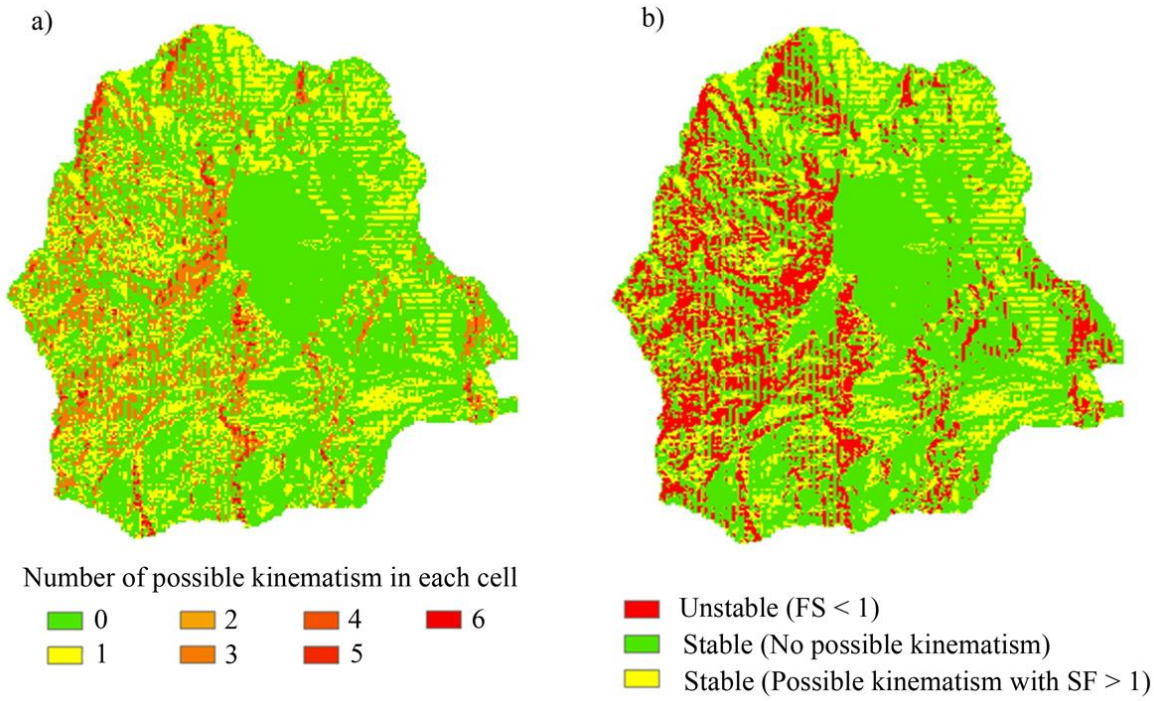 a)
b)
Number of possible kinematism in each cell
0
2
4
6
1
3
5
Unstable (FS < 1)
Stable (No possible kinematism)
Stable (Possible kinematism with SF > 1)